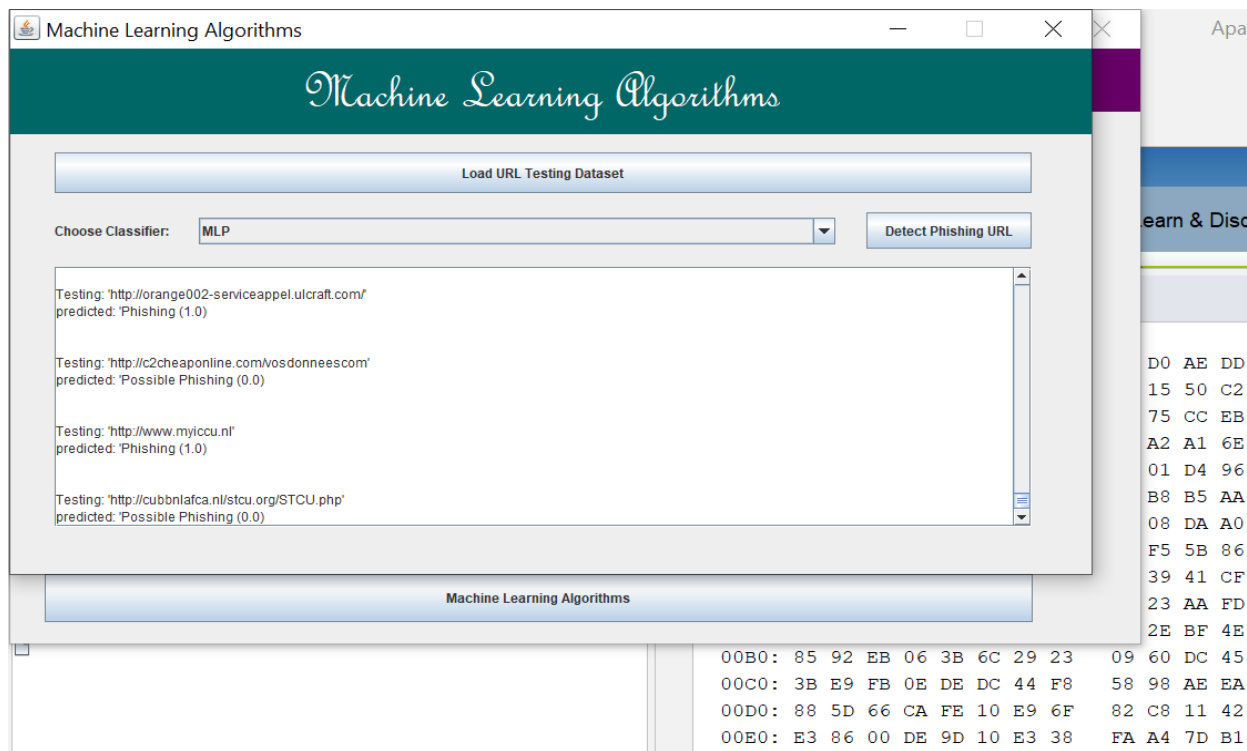 Machine Learning Algorithms
Machine Learning Algorithms
Load URL Testing Dataset
Choose Classifier:
MLP
Detect Phishing URL
Testing: 'http://orange002-serviceappel.ulcraft.com/'
predicted: 'Phishing (1.0)
Testing: 'http://c2cheaponline.com/vosdonneescom'
predicted: 'Possible Phishing (0.0)
Testing: 'http://www.myiccu.nl'
predicted: 'Phishing (1.0)
Testing: 'http://cubbnlafca.nl/stcu.org/STCU.php'
predicted: 'Possible Phishing (0.0)
Machine Learning Algorithms
Apa
earn & Disc
D0 AE DD
15 50 C2
75 CC EB
A2 A1 6E
01 D4 96
B8 B5 AA
08 DA A0
F5 5B 86
39 41 CF
23 AA FD
2E BF 4E
00B0: 85 92 EB 06 3B 6C 29 23 09 60 DC 45
00C0: 3B E9 FB 0E DE DC 44 F8 58 98 AE EA
00D0: 88 5D 66 CA FE 10 E9 6F 82 C8 11 42
00E0: E3 86 00 DE 9D 10 E3 38 FA A4 7D B1